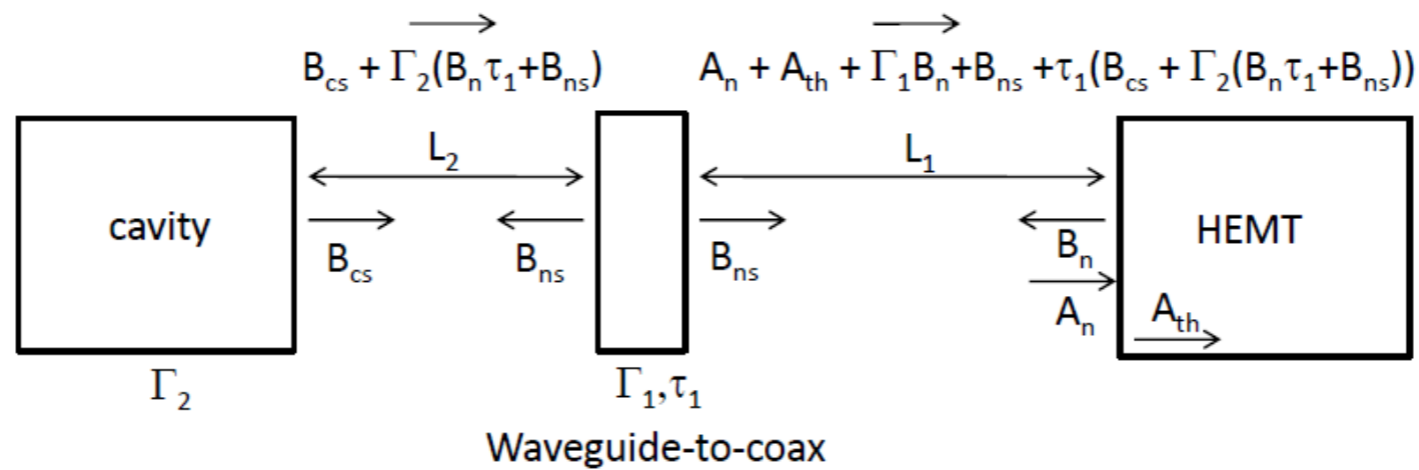 B_cs + Γ_2(B_nτ_1+B_ns)
A_n + A_th + Γ_1B_n+B_ns +τ_1(B_cs + Γ_2(B_nτ_1+B_ns))
L_2
L_1
cavity
HEMT
B_cs
B_ns
B_ns
B_n
A_n
A_th
Γ_2
Γ_1,τ_1
Waveguide-to-coax